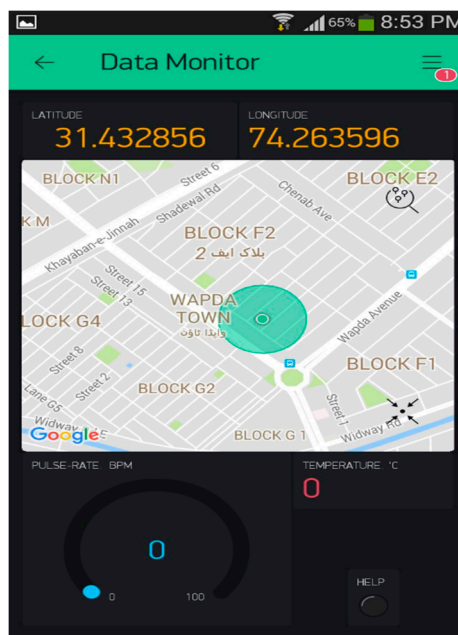 65% 8:53 PM
Data Monitor
1
LATITUDE
31.432856
LONGITUDE
74.263596
Street 6
BLOCK N1
BLOCK E2
Shadewal Rd
Chenab Ave
K M
BLOCK F2
بلاک ایف 2
Khayaban-e-Jinnah
Street 15
Street 13
WAPDA
TOWN
واپڈا ٹاؤن
LOCK G4
Wapda Avenue
Street 8
Street 2
BLOCK F1
Lane G5
BLOCK G2
Street 1
Widway
E
Google
BLOCK G 1
Widway Rd
PULSE-RATE BPM
0
0
100
TEMPERATURE °C
0
HELP